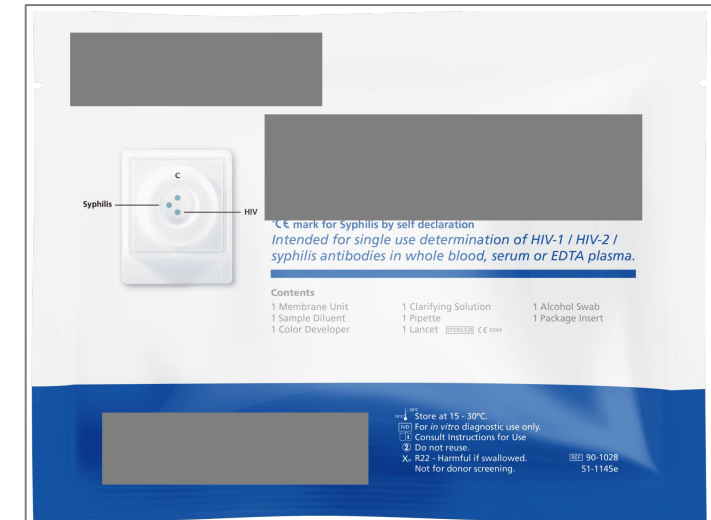 C
Syphilis
HIV
*CE mark for Syphilis by self declaration
Intended for single use determination of HIV-1 / HIV-2 /
syphilis antibodies in whole blood, serum or EDTA plasma.
Contents
1 Membrane Unit
1 Sample Diluent
1 Color Developer
1 Clarifying Solution
1 Pipette
1 Lancet STERILE R CE 0044
1 Alcohol Swab
1 Package Insert
15°C 30°C Store at 15 - 30ºC.
IVD For in vitro diagnostic use only.
i Consult Instructions for Use
2 Do not reuse.
Xn R22 - Harmful if swallowed.
Not for donor screening.
REF 90-1028
51-1145e